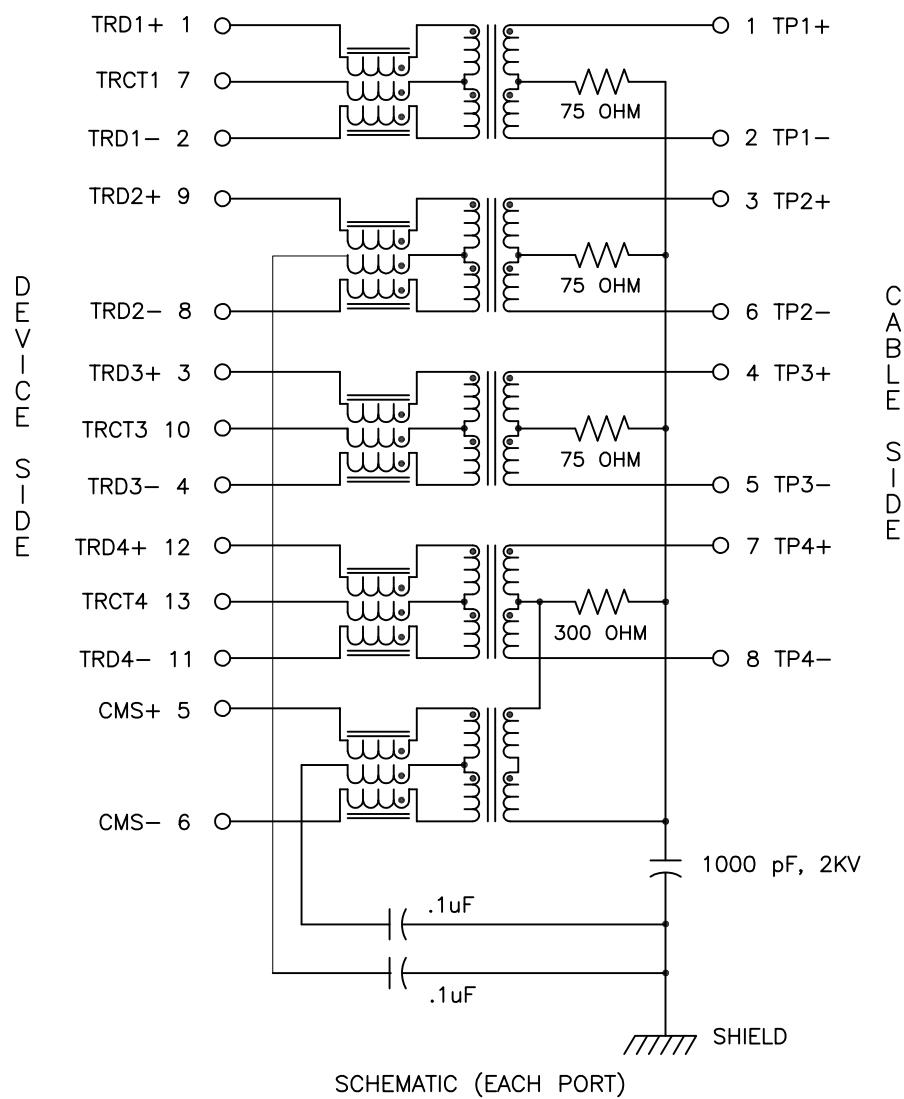 TRD1+ 1
1 TP1+
TRCT1 7
75 OHM
TRD1− 2
2 TP1−
TRD2+ 9
3 TP2+
75 OHM
TRD2− 8
6 TP2−
DEVICE SIDE
CABLE SIDE
TRD3+ 3
4 TP3+
TRCT3 10
75 OHM
TRD3− 4
5 TP3−
TRD4+ 12
7 TP4+
TRCT4 13
300 OHM
TRD4− 11
8 TP4−
CMS+ 5
CMS− 6
1000 pF, 2KV
.1uF
.1uF
SHIELD
SCHEMATIC (EACH PORT)